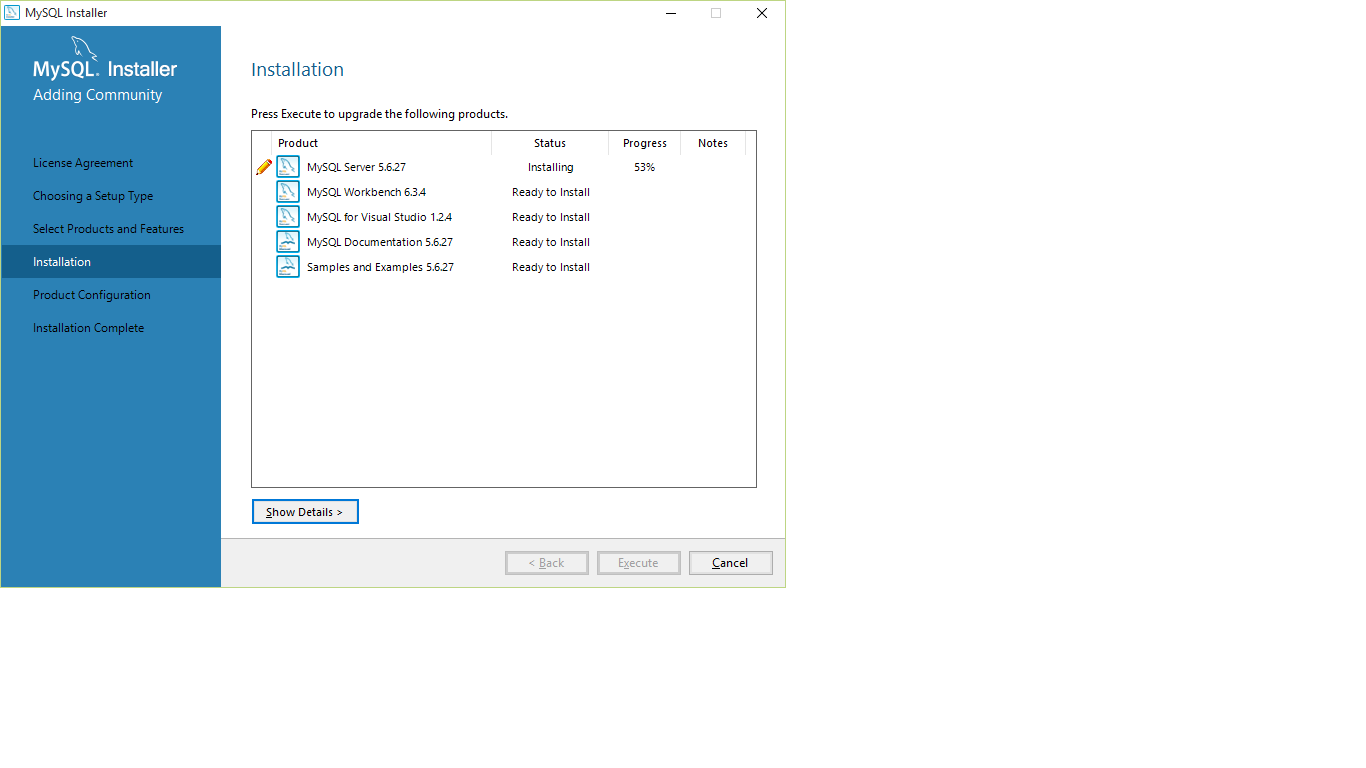 MySQL Installer
MySQL. Installer
Adding Community
License Agreement
Choosing a Setup Type
Select Products and Features
Installation
Product Configuration
Installation Complete
Installation
Press Execute to upgrade the following products.
Product Status Progress Notes
MySQL Server 5.6.27 Installing 53%
MySQL Workbench 6.3.4 Ready to Install
MySQL for Visual Studio 1.2.4 Ready to Install
MySQL Documentation 5.6.27 Ready to Install
Samples and Examples 5.6.27 Ready to Install
Show Details >
< Back Execute Cancel